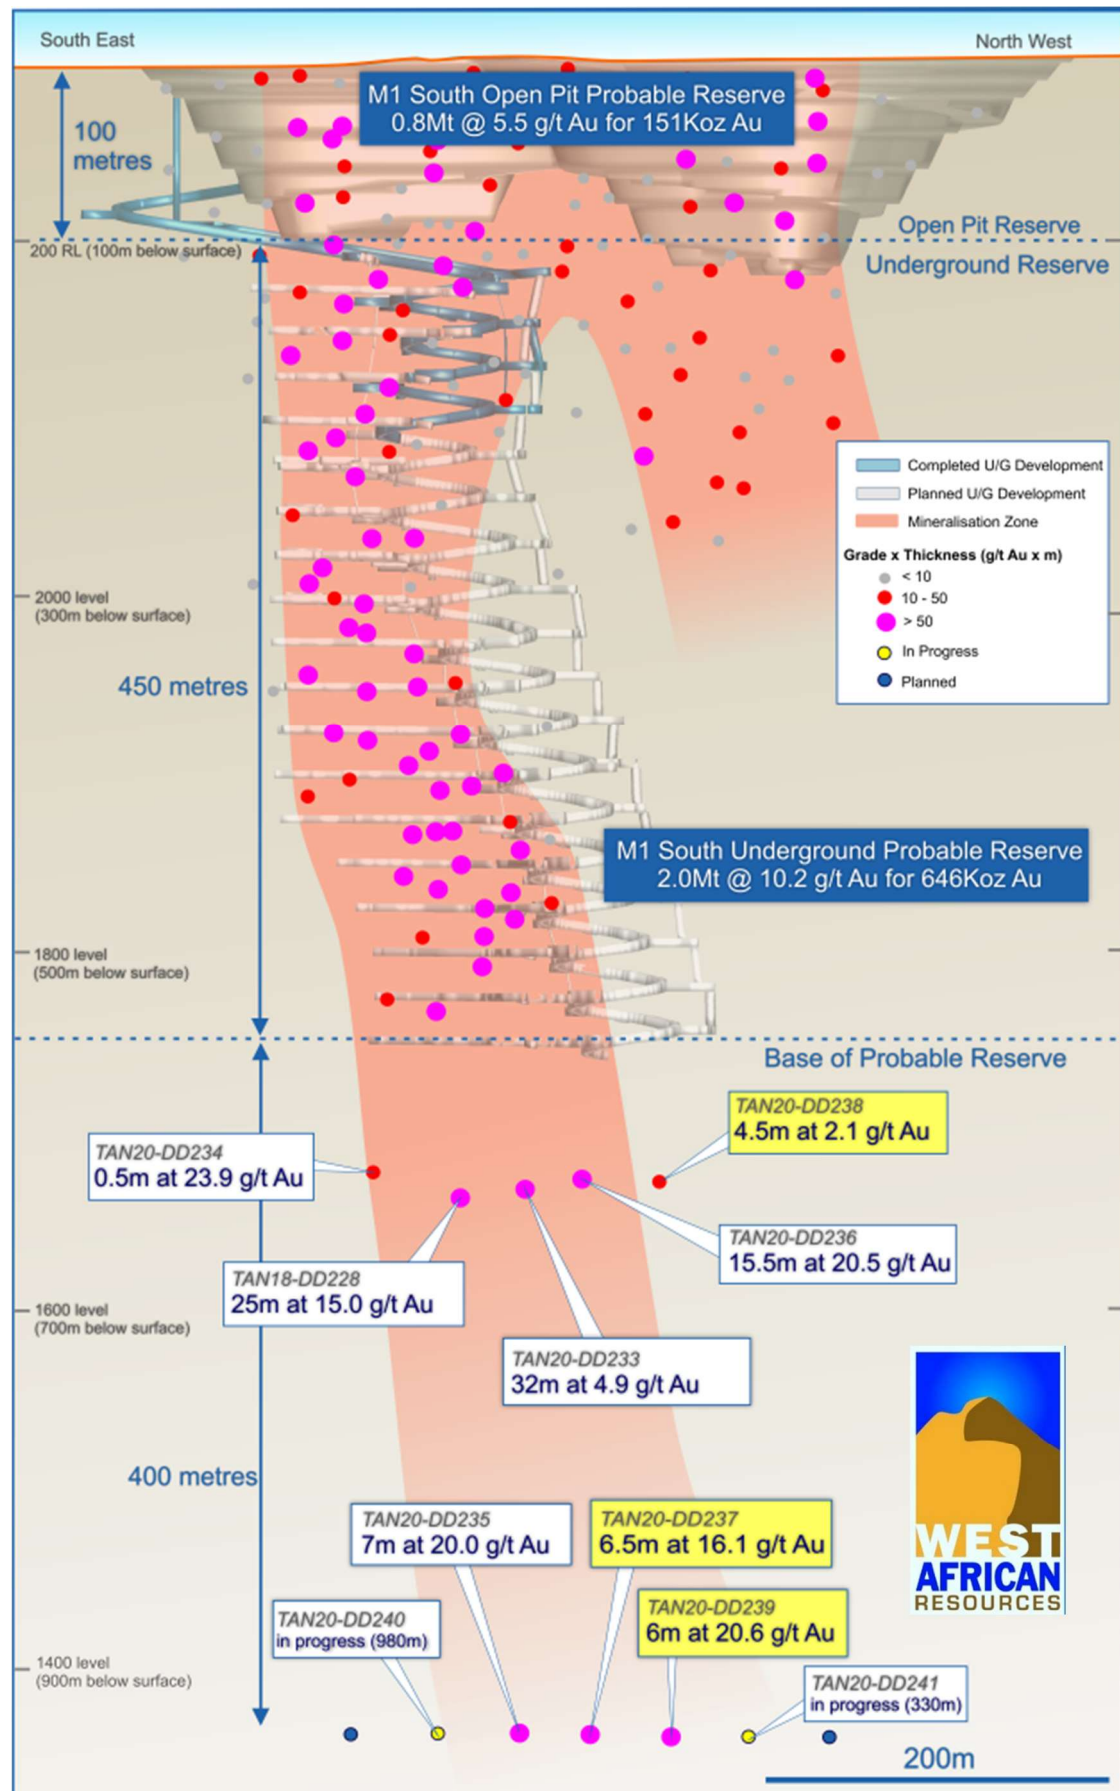 South East
North West
M1 South Open Pit Probable Reserve
0.8Mt @ 5.5 g/t Au for 151Koz Au
100
metres
Open Pit Reserve
200 RL (100m below surface)
Underground Reserve
Completed U/G Development
Planned U/G Development
Mineralisation Zone
Grade x Thickness (g/t Au x m)
< 10
10 - 50
> 50
In Progress
Planned
2000 level
(300m below surface)
450 metres
M1 South Underground Probable Reserve
2.0Mt @ 10.2 g/t Au for 646Koz Au
1800 level
(500m below surface)
Base of Probable Reserve
TAN20-DD238
4.5m at 2.1 g/t Au
TAN20-DD234
0.5m at 23.9 g/t Au
TAN20-DD236
15.5m at 20.5 g/t Au
TAN18-DD228
25m at 15.0 g/t Au
1600 level
(700m below surface)
TAN20-DD233
32m at 4.9 g/t Au
400 metres
TAN20-DD235
7m at 20.0 g/t Au
TAN20-DD237
6.5m at 16.1 g/t Au
WEST
AFRICAN
RESOURCES
TAN20-DD240
in progress (980m)
TAN20-DD239
6m at 20.6 g/t Au
1400 level
(900m below surface)
TAN20-DD241
in progress (330m)
200m